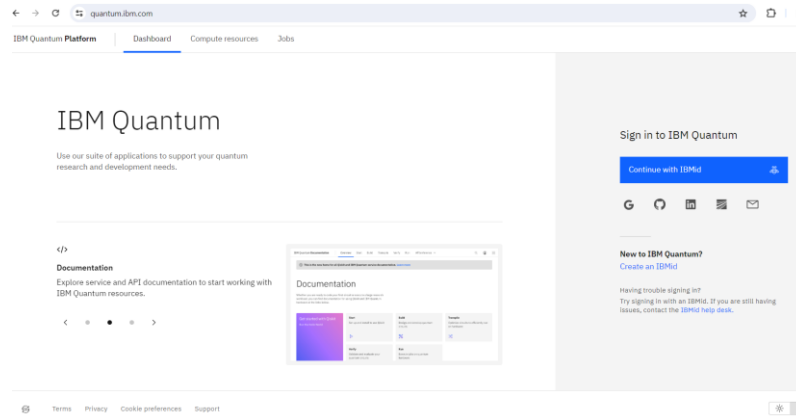 quantum.ibm.com
IBM Quantum Platform
Dashboard
Compute resources
Jobs
IBM Quantum
Use our suite of applications to support your quantum
research and development needs.
</>
Documentation
Explore service and API documentation to start working with
IBM Quantum resources.
Documentation
Sign in to IBM Quantum
Continue with IBMid
New to IBM Quantum?
Create an IBMid
Having trouble signing in?
Try signing in with an IBMid. If you are still having
issues, contact the IBMid help desk.
Terms
Privacy
Cookie preferences
Support